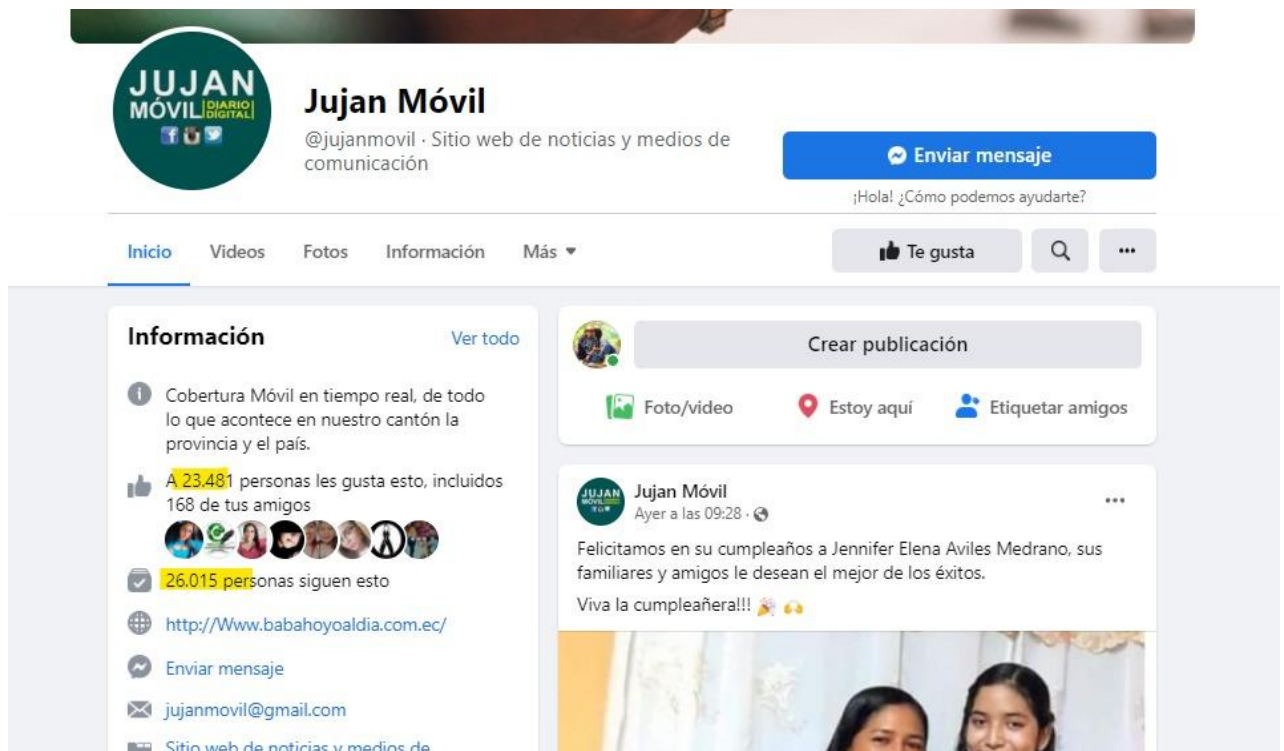 JUJAN
MÓVIL DIARIO
DIGITAL
Jujan Móvil
@jujanmovil · Sitio web de noticias y medios de
comunicación
Enviar mensaje
¡Hola! ¿Cómo podemos ayudarte?
Inicio Videos Fotos Información Más
Te gusta
Información Ver todo
Cobertura Móvil en tiempo real, de todo
lo que acontece en nuestro cantón la
provincia y el país.
A 23.481 personas les gusta esto, incluidos
168 de tus amigos
26.015 personas siguen esto
http://Www.babahoyoaldia.com.ec/
Enviar mensaje
jujanmovil@gmail.com
Sitio web de noticias y medios de
Crear publicación
Foto/video Estoy aquí Etiquetar amigos
JUJAN
MÓVIL
Jujan Móvil
Ayer a las 09:28 ·
Felicitamos en su cumpleaños a Jennifer Elena Aviles Medrano, sus
familiares y amigos le desean el mejor de los éxitos.
Viva la cumpleañera!!! 🎉 🙌